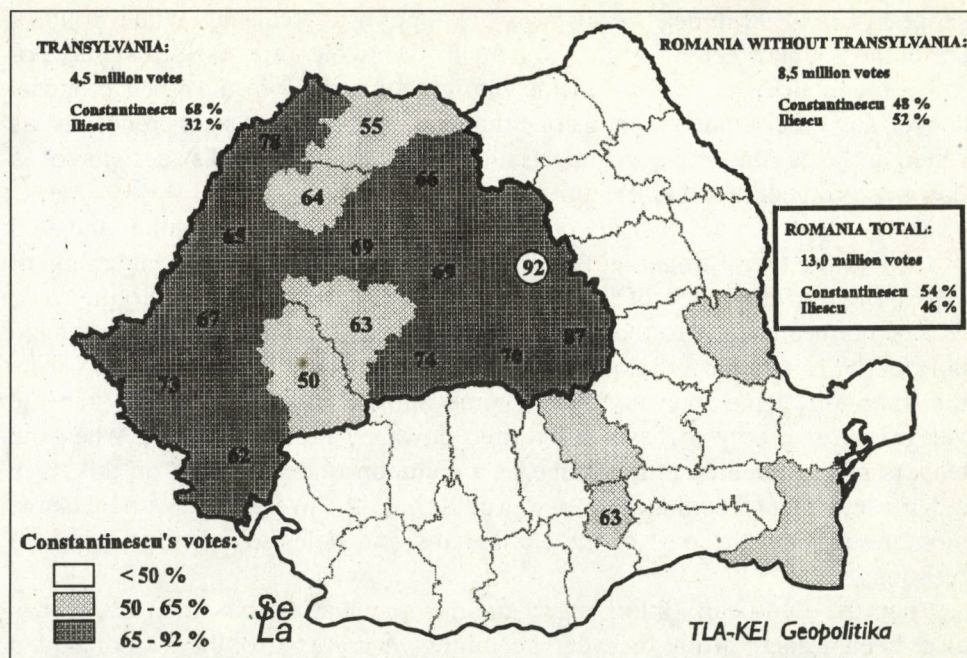 TRANSYLVANIA:
4,5 million votes
Constantinescu 68 %
Iliescu 32 %
ROMANIA WITHOUT TRANSYLVANIA:
8,5 million votes
Constantinescu 48 %
Iliescu 52 %
ROMANIA TOTAL:
13,0 million votes
Constantinescu 54 %
Iliescu 46 %
78
55
64
66
65
69
69
92
67
63
74
70
87
73
50
62
63
Constantinescu's votes:
< 50 %
50 - 65 %
65 - 92 %
Se
La
TLA-KEI Geopolitika